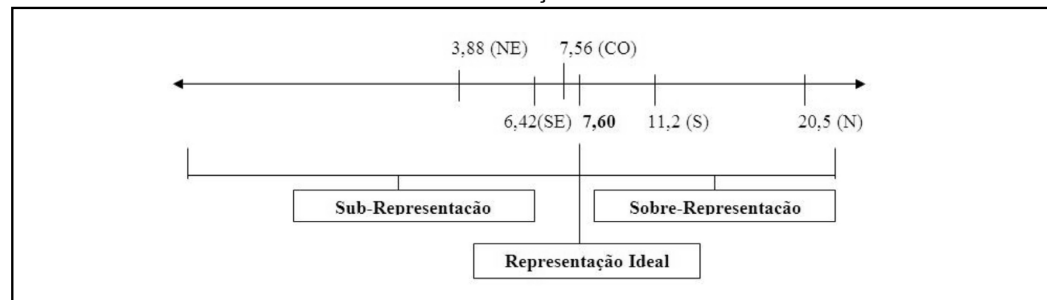 3,88 (NE) 7,56 (CO)
6,42(SE) 7,60 11,2 (S) 20,5 (N)
Sub-Representação Sobre-Representação
Representação Ideal